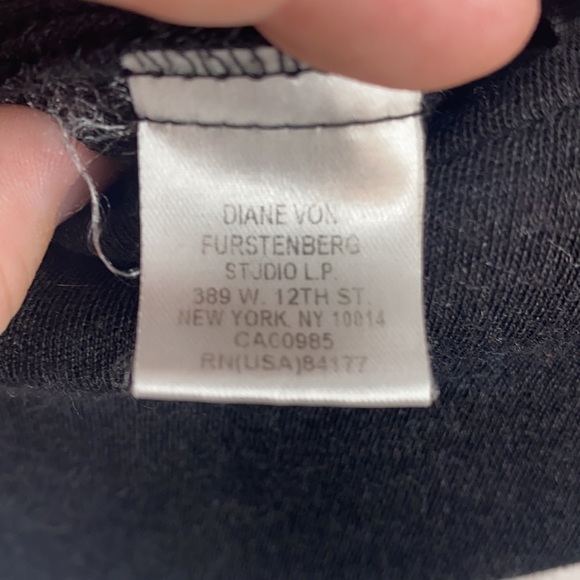 DIANE VON
FURSTENBERG
STUDIO L.P.
389 W. 12TH ST.
NEW YORK, NY 10014
CA00985
RN(USA)84177